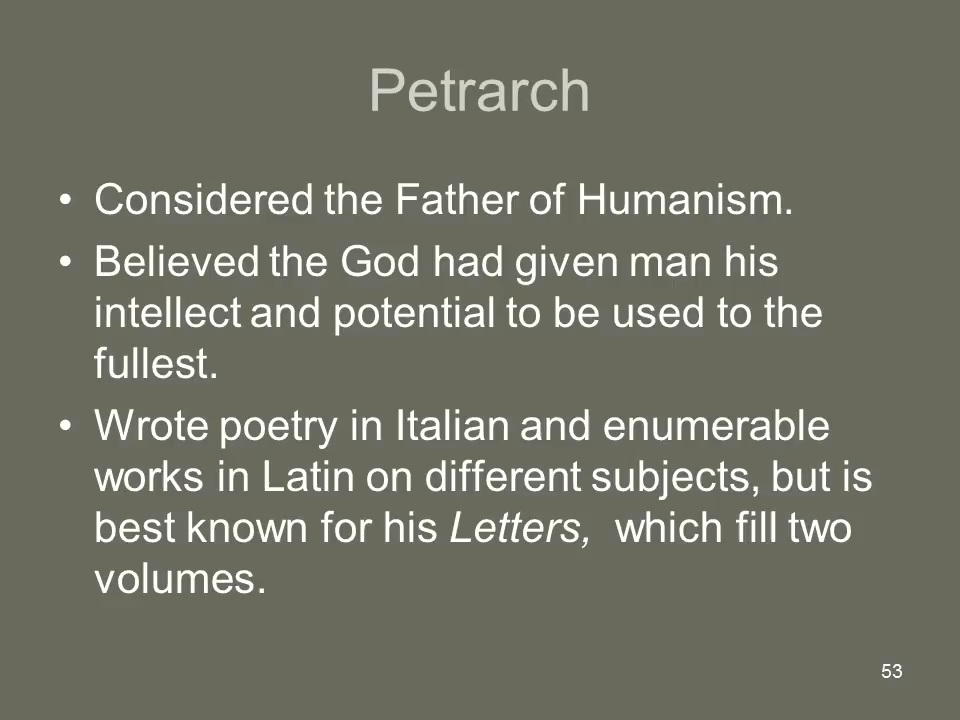 Petrarch
• Considered the Father of Humanism.
• Believed the God had given man his
intellect and potential to be used to the
fullest.
• Wrote poetry in Italian and enumerable
works in Latin on different subjects, but is
best known for his Letters,  which fill two
volumes.
53